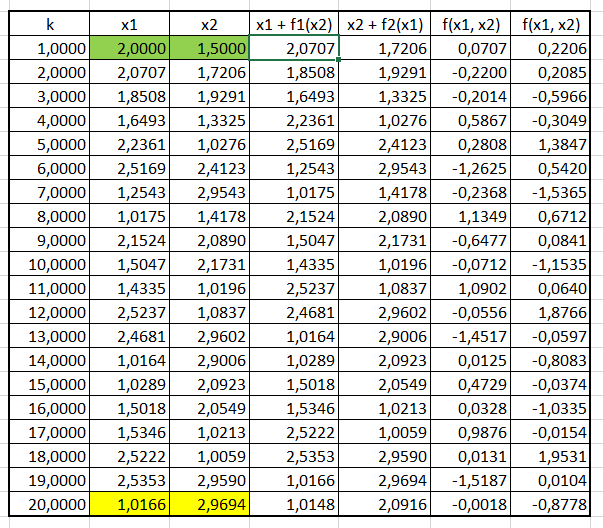 k x1 x2 x1 + f1(x2) x2 + f2(x1) f(x1, x2) f(x1, x2)
1,0000 2,0000 1,5000 2,0707 1,7206 0,0707 0,2206
2,0000 2,0707 1,7206 1,8508 1,9291 -0,2200 0,2085
3,0000 1,8508 1,9291 1,6493 1,3325 -0,2014 -0,5966
4,0000 1,6493 1,3325 2,2361 1,0276 0,5867 -0,3049
5,0000 2,2361 1,0276 2,5169 2,4123 0,2808 1,3847
6,0000 2,5169 2,4123 1,2543 2,9543 -1,2625 0,5420
7,0000 1,2543 2,9543 1,0175 1,4178 -0,2368 -1,5365
8,0000 1,0175 1,4178 2,1524 2,0890 1,1349 0,6712
9,0000 2,1524 2,0890 1,5047 2,1731 -0,6477 0,0841
10,0000 1,5047 2,1731 1,4335 1,0196 -0,0712 -1,1535
11,0000 1,4335 1,0196 2,5237 1,0837 1,0902 0,0640
12,0000 2,5237 1,0837 2,4681 2,9602 -0,0556 1,8766
13,0000 2,4681 2,9602 1,0164 2,9006 -1,4517 -0,0597
14,0000 1,0164 2,9006 1,0289 2,0923 0,0125 -0,8083
15,0000 1,0289 2,0923 1,5018 2,0549 0,4729 -0,0374
16,0000 1,5018 2,0549 1,5346 1,0213 0,0328 -1,0335
17,0000 1,5346 1,0213 2,5222 1,0059 0,9876 -0,0154
18,0000 2,5222 1,0059 2,5353 2,9590 0,0131 1,9531
19,0000 2,5353 2,9590 1,0166 2,9694 -1,5187 0,0104
20,0000 1,0166 2,9694 1,0148 2,0916 -0,0018 -0,8778